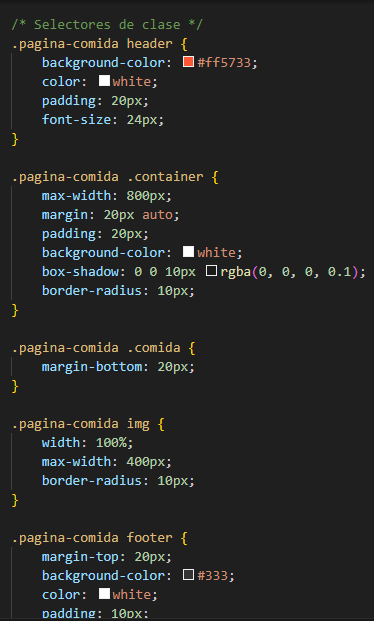 /* Selectores de clase */
.pagina-comida header {
    background-color: #ff5733;
    color: white;
    padding: 20px;
    font-size: 24px;
}

.pagina-comida .container {
    max-width: 800px;
    margin: 20px auto;
    padding: 20px;
    background-color: white;
    box-shadow: 0 0 10px rgba(0, 0, 0, 0.1);
    border-radius: 10px;
}

.pagina-comida .comida {
    margin-bottom: 20px;
}

.pagina-comida img {
    width: 100%;
    max-width: 400px;
    border-radius: 10px;
}

.pagina-comida footer {
    margin-top: 20px;
    background-color: #333;
    color: white;
    padding: 10px;